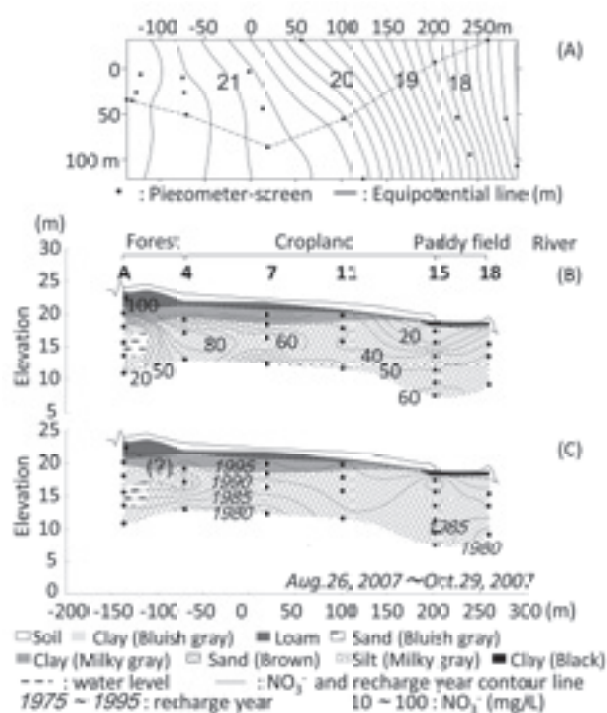 -100 -50 0 50 100 150 200 250m
(A)
0
50
100 m
21 20 19 18
• : Piezometer-screen — : Equipotential line (m)
(m)
Forest Cropland Paddy field River
A 4 7 11 15 18
(B)
30
25
20
15
10
5
Elevation
100
80 60 20
40
20 50 50
60
(C)
25
20
15
10
5
0
Elevation
(?) 1995
1990
1985
1980
1985
1980
Aug.26, 2007 ~Oct.29, 2007
-200 -150 -100 -50 0 50 100 150 200 250 300 (m)
Soil Clay (Bluish gray) Loam Sand (Bluish gray)
Clay (Milky gray) Sand (Brown) Silt (Milky gray) Clay (Black)
: water level : NO₃⁻ and recharge year contour line
1975 ~ 1995 : recharge year 10 ~ 100 : NO₃⁻ (mg/L)